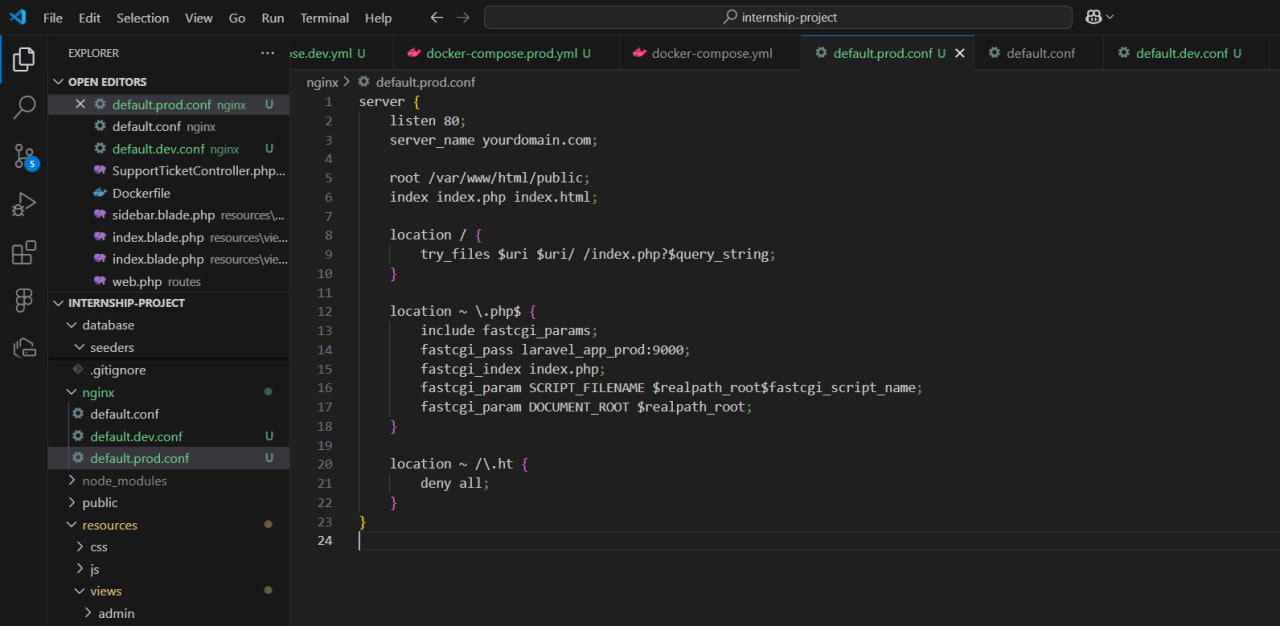 File Edit Selection View Go Run Terminal Help
internship-project
EXPLORER
ose.dev.yml U
docker-compose.prod.yml U
docker-compose.yml
default.prod.conf U
default.conf
default.dev.conf U
OPEN EDITORS
default.prod.conf nginx U
default.conf nginx
default.dev.conf nginx U
SupportTicketController.php...
Dockerfile
sidebar.blade.php resources\...
index.blade.php resources\vie...
index.blade.php resources\vie...
web.php routes
INTERNSHIP-PROJECT
database
seeders
.gitignore
nginx
default.conf
default.dev.conf U
default.prod.conf U
node_modules
public
resources
css
js
views
admin
5
nginx > default.prod.conf
1 server {
2     listen 80;
3     server_name yourdomain.com;
4
5     root /var/www/html/public;
6     index index.php index.html;
7
8     location / {
9         try_files $uri $uri/ /index.php?$query_string;
10     }
11
12     location ~ \.php$ {
13         include fastcgi_params;
14         fastcgi_pass laravel_app_prod:9000;
15         fastcgi_index index.php;
16         fastcgi_param SCRIPT_FILENAME $realpath_root$fastcgi_script_name;
17         fastcgi_param DOCUMENT_ROOT $realpath_root;
18     }
19
20     location ~ /\.ht {
21         deny all;
22     }
23 }
24